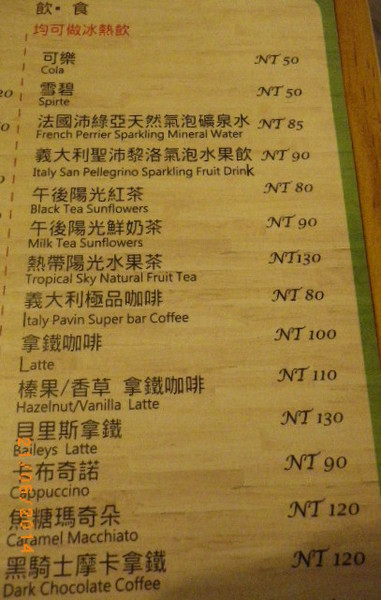 飲·食
均可做冰熱飲
可樂 NT 50
Cola
雪碧 NT 50
Spirte
法國沛綠亞天然氣泡礦泉水 NT 85
French Perrier Sparkling Mineral Water
義大利聖沛黎洛氣泡水果飲 NT 90
Italy San Pellegrino Sparkling Fruit Drink
午後陽光紅茶 NT 80
Black Tea Sunflowers
午後陽光鮮奶茶 NT 90
Milk Tea Sunflowers
熱帶陽光水果茶 NT130
Tropical Sky Natural Fruit Tea
義大利極品咖啡 NT 80
Italy Pavin Super bar Coffee
拿鐵咖啡 NT 100
Latte
榛果/香草 拿鐵咖啡 NT 110
Hazelnut/Vanilla Latte
貝里斯拿鐵 NT 130
Baileys Latte
卡布奇諾 NT 90
Cappuccino
焦糖瑪奇朵 NT 120
Caramel Macchiato
黑騎士摩卡拿鐵 NT 120
Dark Chocolate Coffee